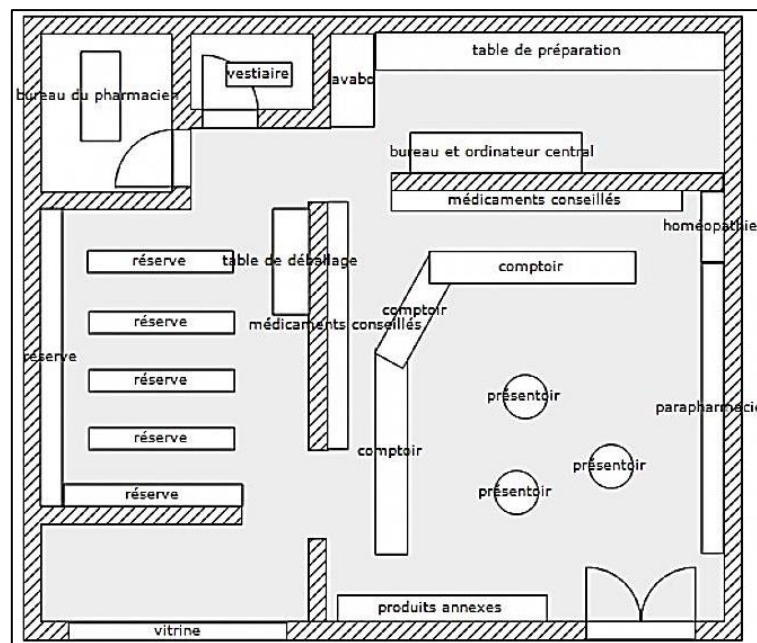 table de préparation
vestiaire
lavabo
bureau du pharmacien
bureau et ordinateur central
médicaments conseillés
homéopathie
réserve
table de déballage
comptoir
comptoir
réserve
médicaments conseillés
réserve
réserve
présentoir
parapharmacie
réserve
comptoir
présentoir
réserve
présentoir
produits annexes
vitrine